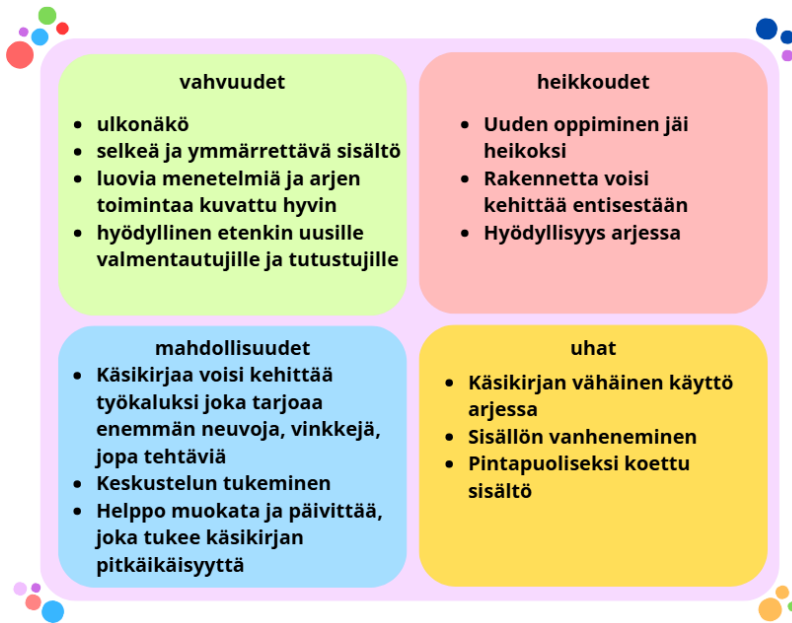 vahvuudet
• ulkonäkö
• selkeä ja ymmärrettävä sisältö
• luovia menetelmiä ja arjen
toimintaa kuvattu hyvin
• hyödyllinen etenkin uusille
valmentautujille ja tutustujille
heikkoudet
• Uuden oppiminen jäi
heikoksi
• Rakennetta voisi
kehittää entisestään
• Hyödyllisyys arjessa
mahdollisuudet
• Käsikirjaa voisi kehittää
työkaluksi joka tarjoaa
enemmän neuvoja, vinkkejä,
jopa tehtäviä
• Keskustelun tukeminen
• Helppo muokata ja päivittää,
joka tukee käsikirjan
pitkäikäisyyttä
uhat
• Käsikirjan vähäinen käyttö
arjessa
• Sisällön vanheneminen
• Pintapuoliseksi koettu
sisältö